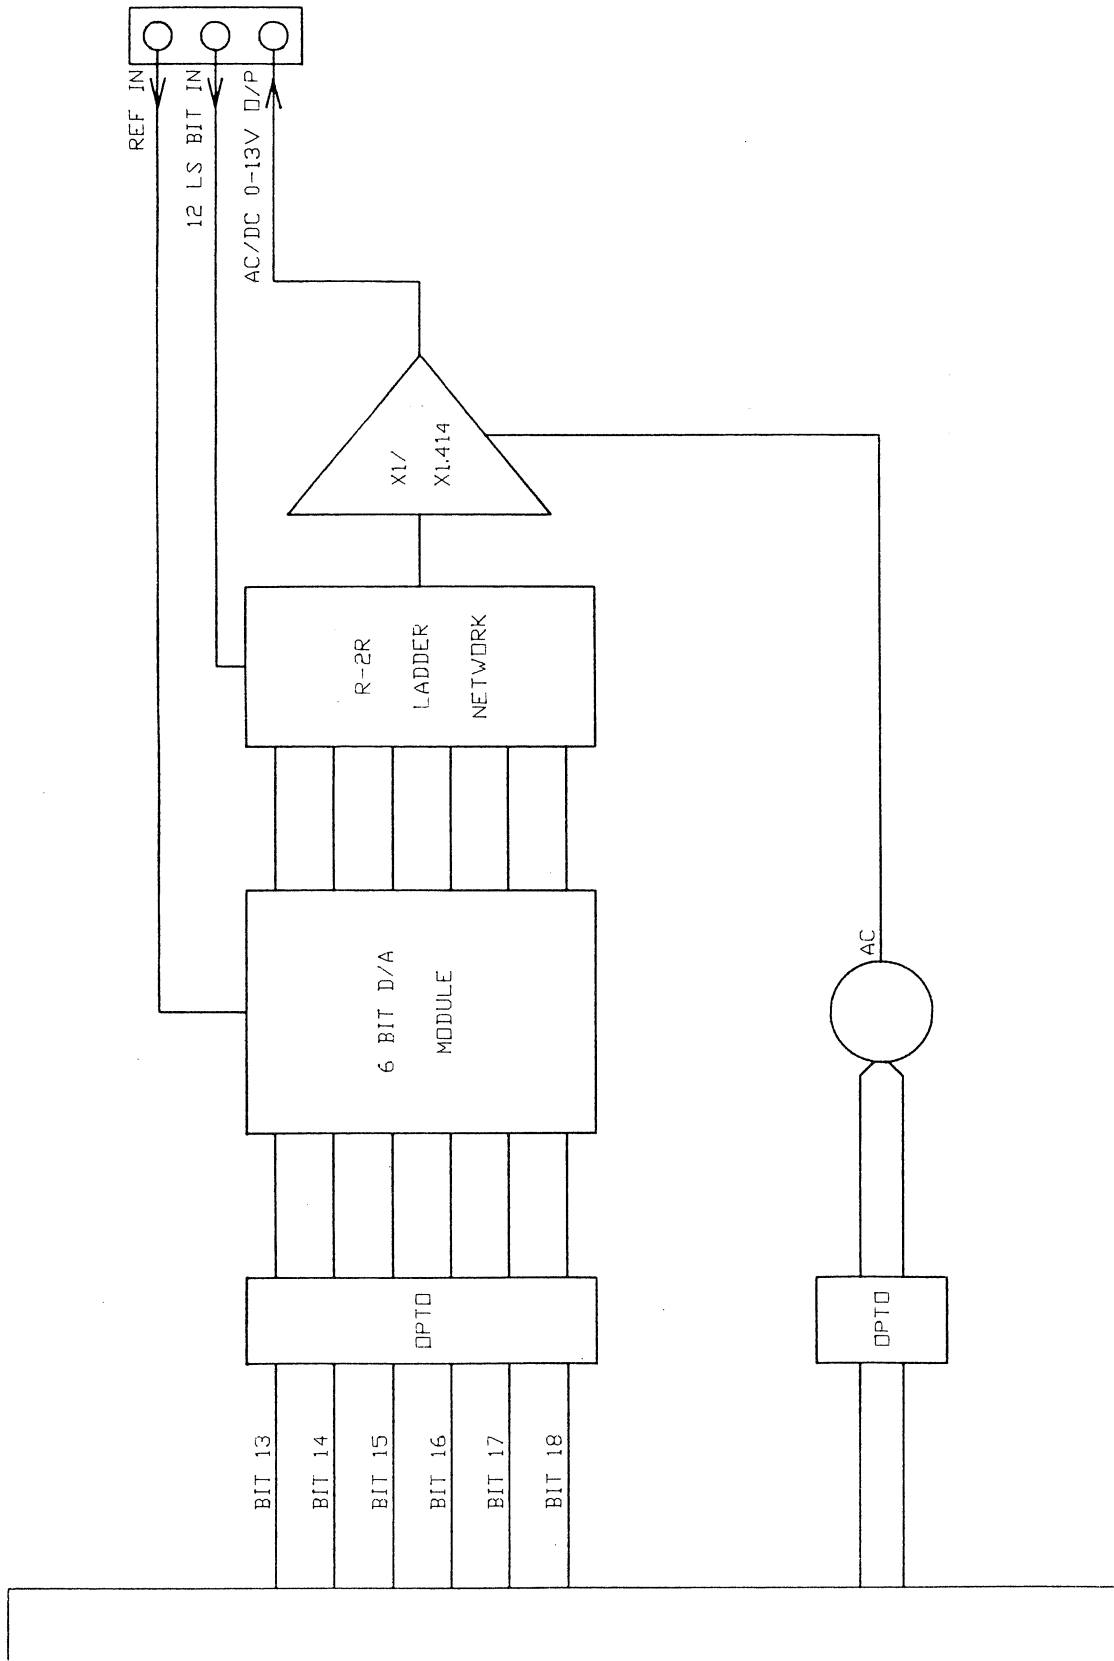 REF IN
12 LS BIT IN
AC/DC 0-13V O/P
X1/
X1.414
R-2R
LADDER
NETWORK
6 BIT D/A
MODULE
AC
OPTO
OPTO
BIT 13
BIT 14
BIT 15
BIT 16
BIT 17
BIT 18